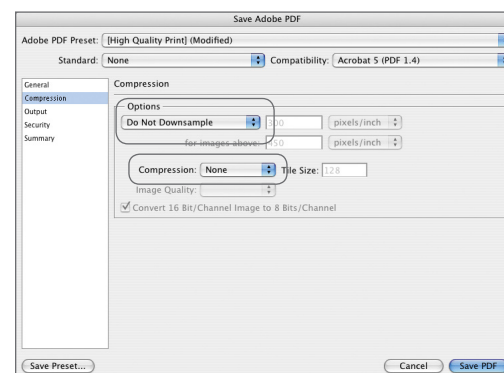 Save Adobe PDF
Adobe PDF Preset: [High Quality Print] (Modified)
Standard: None Compatibility: Acrobat 5 (PDF 1.4)
General
Compression
Output
Security
Summary
Compression
Options
Do Not Downsample 300 pixels/inch
for images above: 450 pixels/inch
Compression: None Tile Size: 128
Image Quality:
Convert 16 Bit/Channel Image to 8 Bits/Channel
Save Preset... Cancel Save PDF